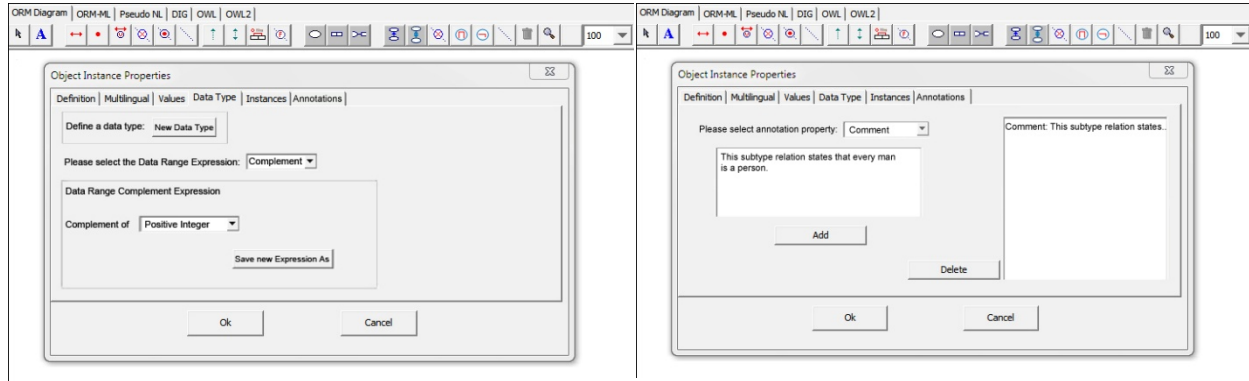 ORM Diagram | ORM-ML | Pseudo NL | DIG | OWL | OWL2 |
100
Object Instance Properties
Definition | Multilingual | Values | Data Type | Instances | Annotations |
Define a data type: New Data Type
Please select the Data Range Expression: Complement
Data Range Complement Expression
Complement of Positive Integer
Save new Expression As
Ok Cancel
ORM Diagram | ORM-ML | Pseudo NL | DIG | OWL | OWL2 |
100
Object Instance Properties
Definition | Multilingual | Values | Data Type | Instances | Annotations |
Please select annotation property: Comment
This subtype relation states that every man
is a person.
Add
Comment: This subtype relation states..
Delete
Ok Cancel